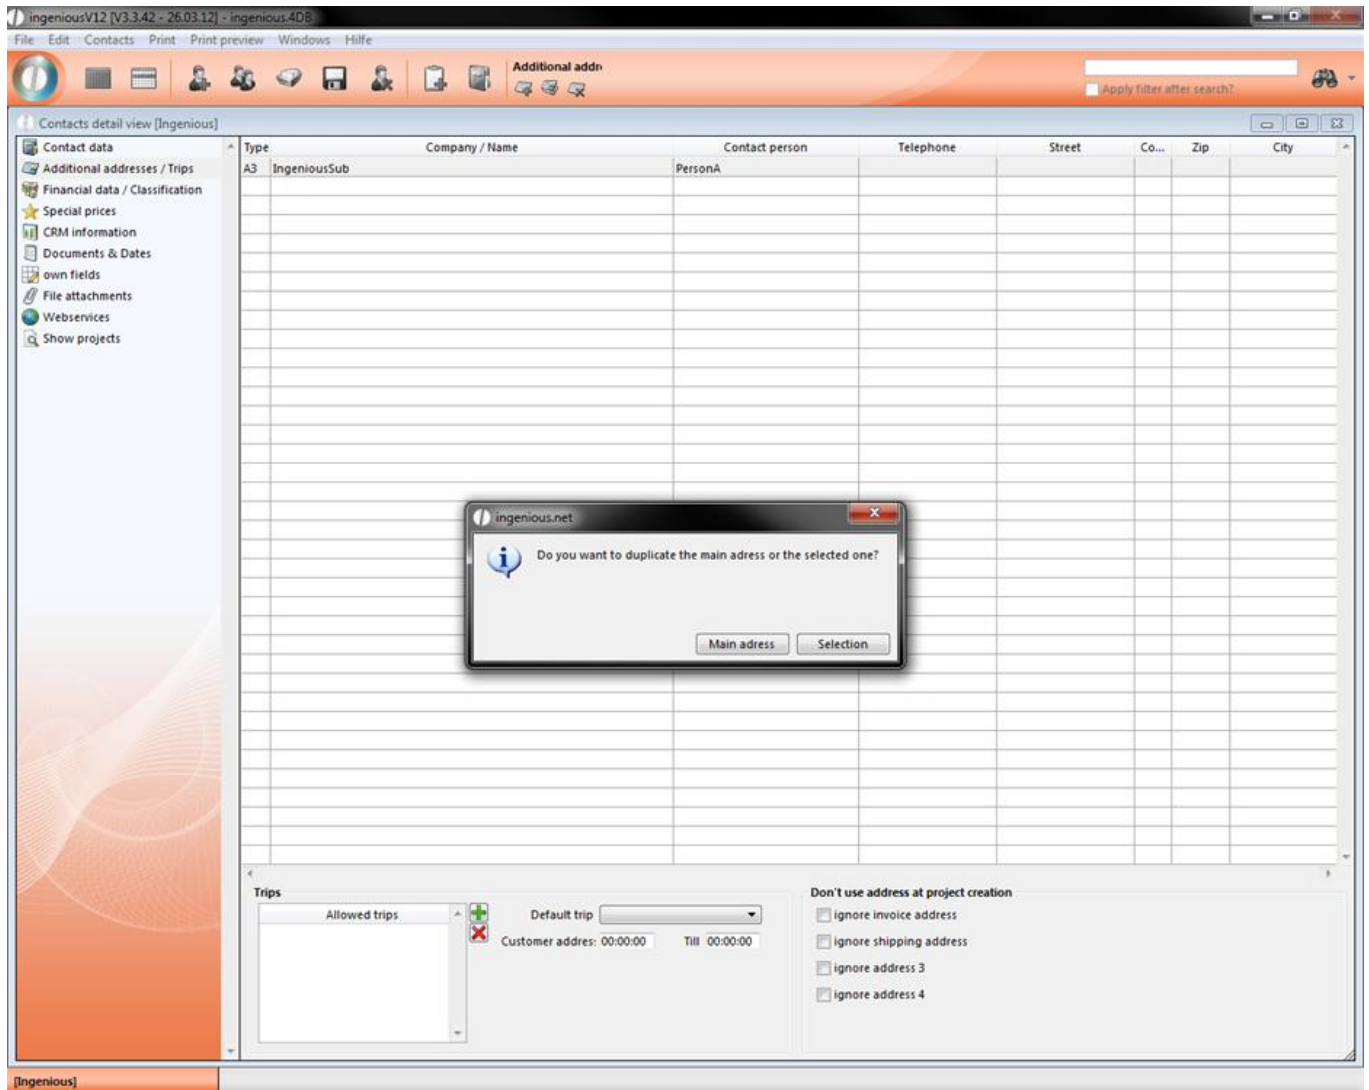 ingeniousV12 [V3.3.42 - 26.03.12] - ingenious.4DB
File Edit Contacts Print Print preview Windows Hilfe
Additional addr
Apply filter after search?
Contacts detail view [Ingenious]
Contact data
Additional addresses / Trips
Financial data / Classification
Special prices
CRM information
Documents & Dates
own fields
File attachments
Webservices
Show projects
Type Company / Name Contact person Telephone Street Co... Zip City
A3 IngeniousSub PersonA
ingenious.net
Do you want to duplicate the main adress or the selected one?
Main adress Selection
Trips
Allowed trips
Default trip
Customer addres: 00:00:00 Till 00:00:00
Don't use address at project creation
ignore invoice address
ignore shipping address
ignore address 3
ignore address 4
[Ingenious]